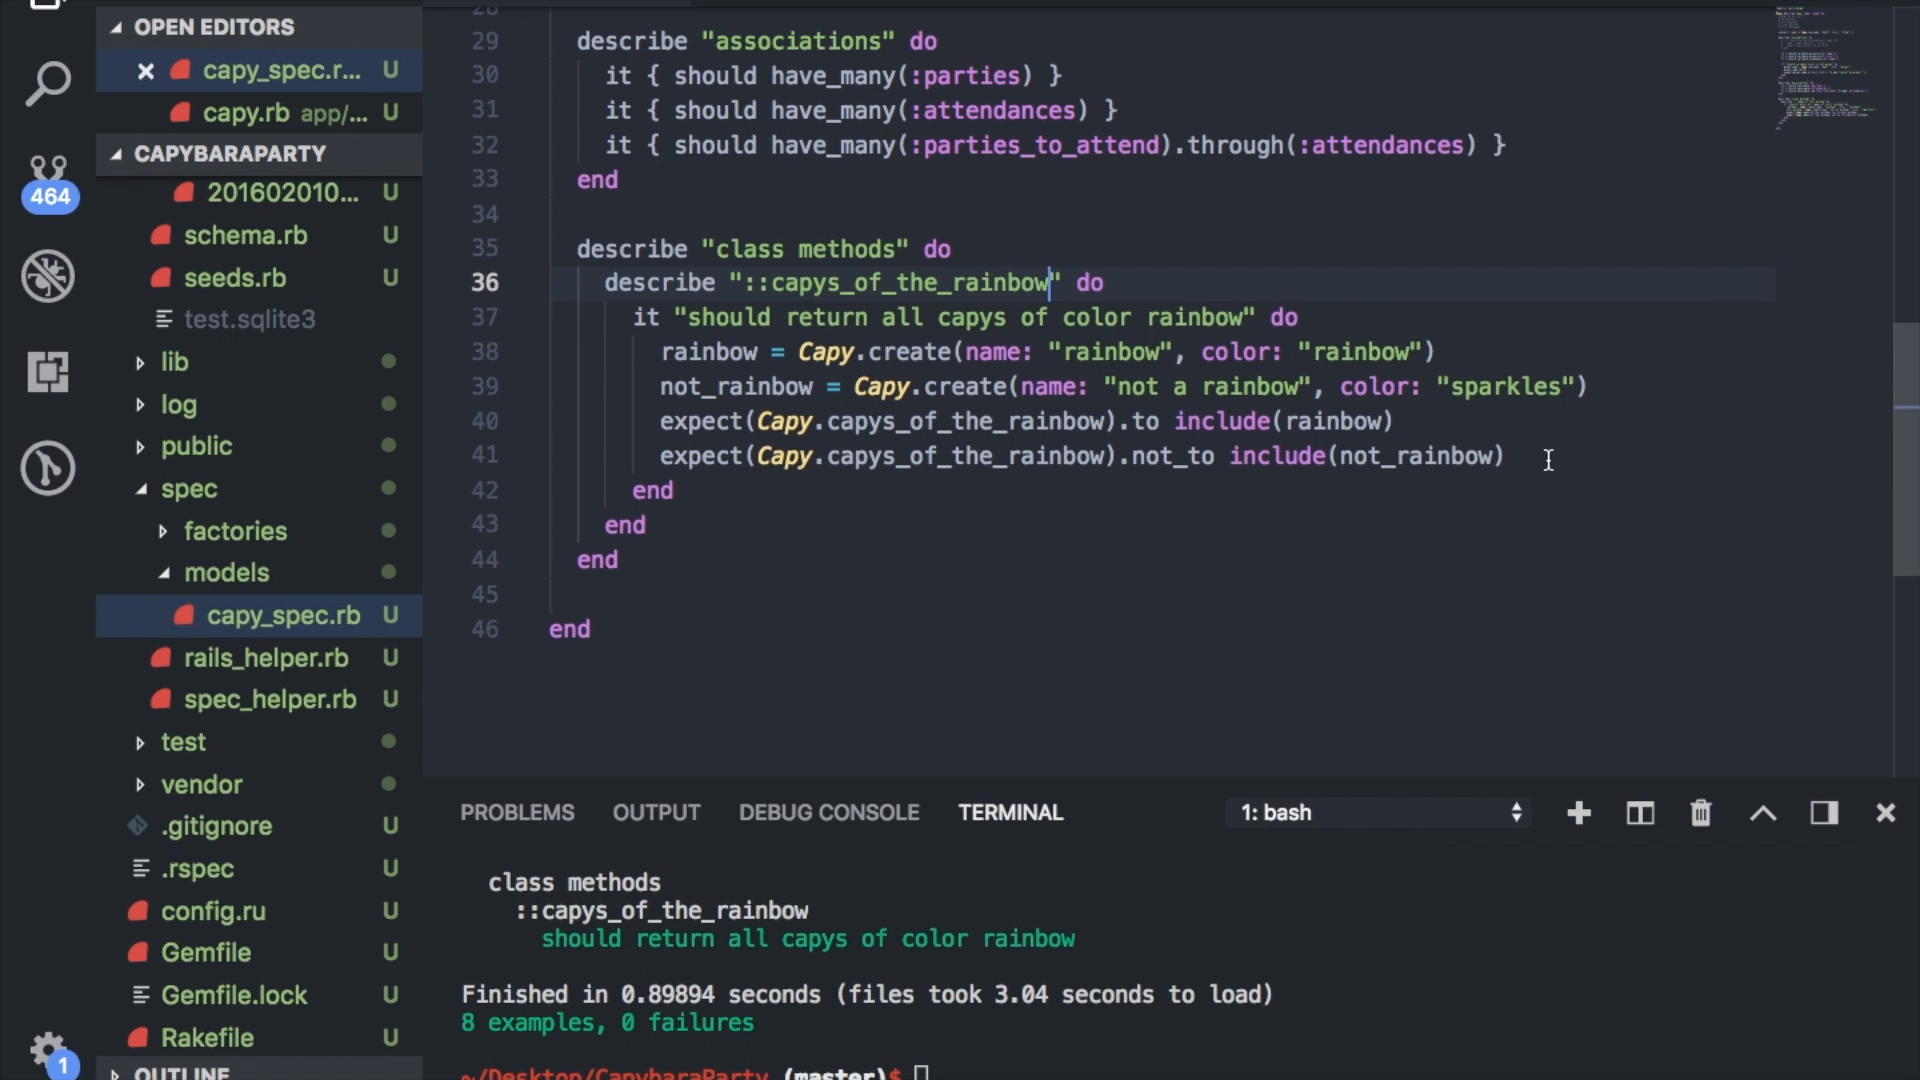 OPEN EDITORS
capy_spec.r... U
capy.rb app/... U
CAPYBARAPARTY
201602010... U
schema.rb U
seeds.rb U
test.sqlite3
lib
log
public
spec
factories
models
capy_spec.rb U
rails_helper.rb U
spec_helper.rb U
test
vendor
.gitignore U
.rspec U
config.ru U
Gemfile U
Gemfile.lock U
Rakefile U
OUTLINE
464
1
28
29 describe "associations" do
30 it { should have_many(:parties) }
31 it { should have_many(:attendances) }
32 it { should have_many(:parties_to_attend).through(:attendances) }
33 end
34
35 describe "class methods" do
36 describe "::capys_of_the_rainbow" do
37 it "should return all capys of color rainbow" do
38 rainbow = Capy.create(name: "rainbow", color: "rainbow")
39 not_rainbow = Capy.create(name: "not a rainbow", color: "sparkles")
40 expect(Capy.capys_of_the_rainbow).to include(rainbow)
41 expect(Capy.capys_of_the_rainbow).not_to include(not_rainbow)
42 end
43 end
44 end
45
46 end
PROBLEMS OUTPUT DEBUG CONSOLE TERMINAL 1: bash
class methods
::capys_of_the_rainbow
should return all capys of color rainbow
Finished in 0.89894 seconds (files took 3.04 seconds to load)
8 examples, 0 failures
~/Desktop/CapybaraParty (master)$